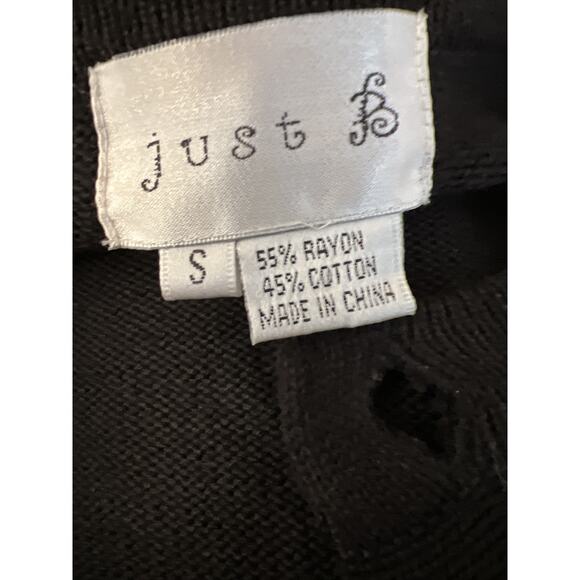 just
S
55% RAYON
45% COTTON
MADE IN CHINA